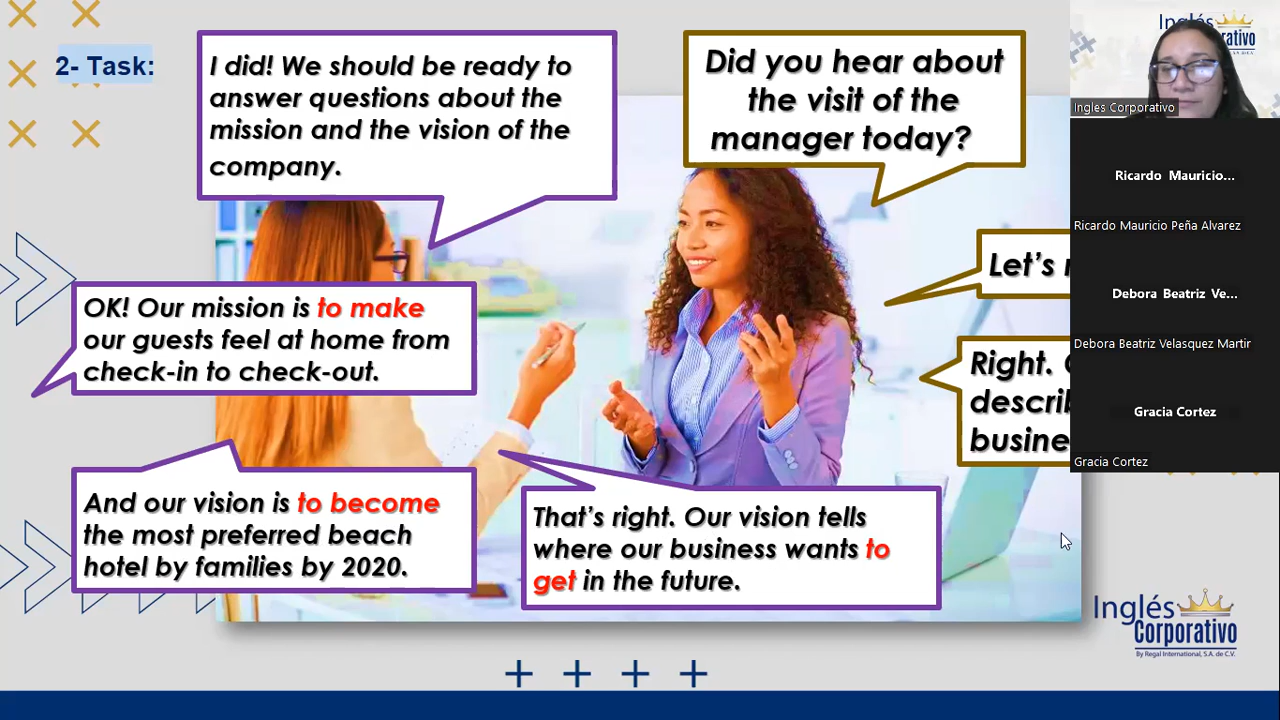 2- Task:
I did! We should be ready to
answer questions about the
mission and the vision of the
company.
Did you hear about
the visit of the
manager today?
Let's
OK! Our mission is to make
our guests feel at home from
check-in to check-out.
Right.
describ
busine
And our vision is to become
the most preferred beach
hotel by families by 2020.
That's right. Our vision tells
where our business wants to
get in the future.
Inglés
Corporativo
By Regal International, S.A. de C.V.
Ingles Corporativo
Ricardo Mauricio...
Ricardo Mauricio Peña Alvarez
Debora Beatriz Ve...
Debora Beatriz Velasquez Martir
Gracia Cortez
Gracia Cortez